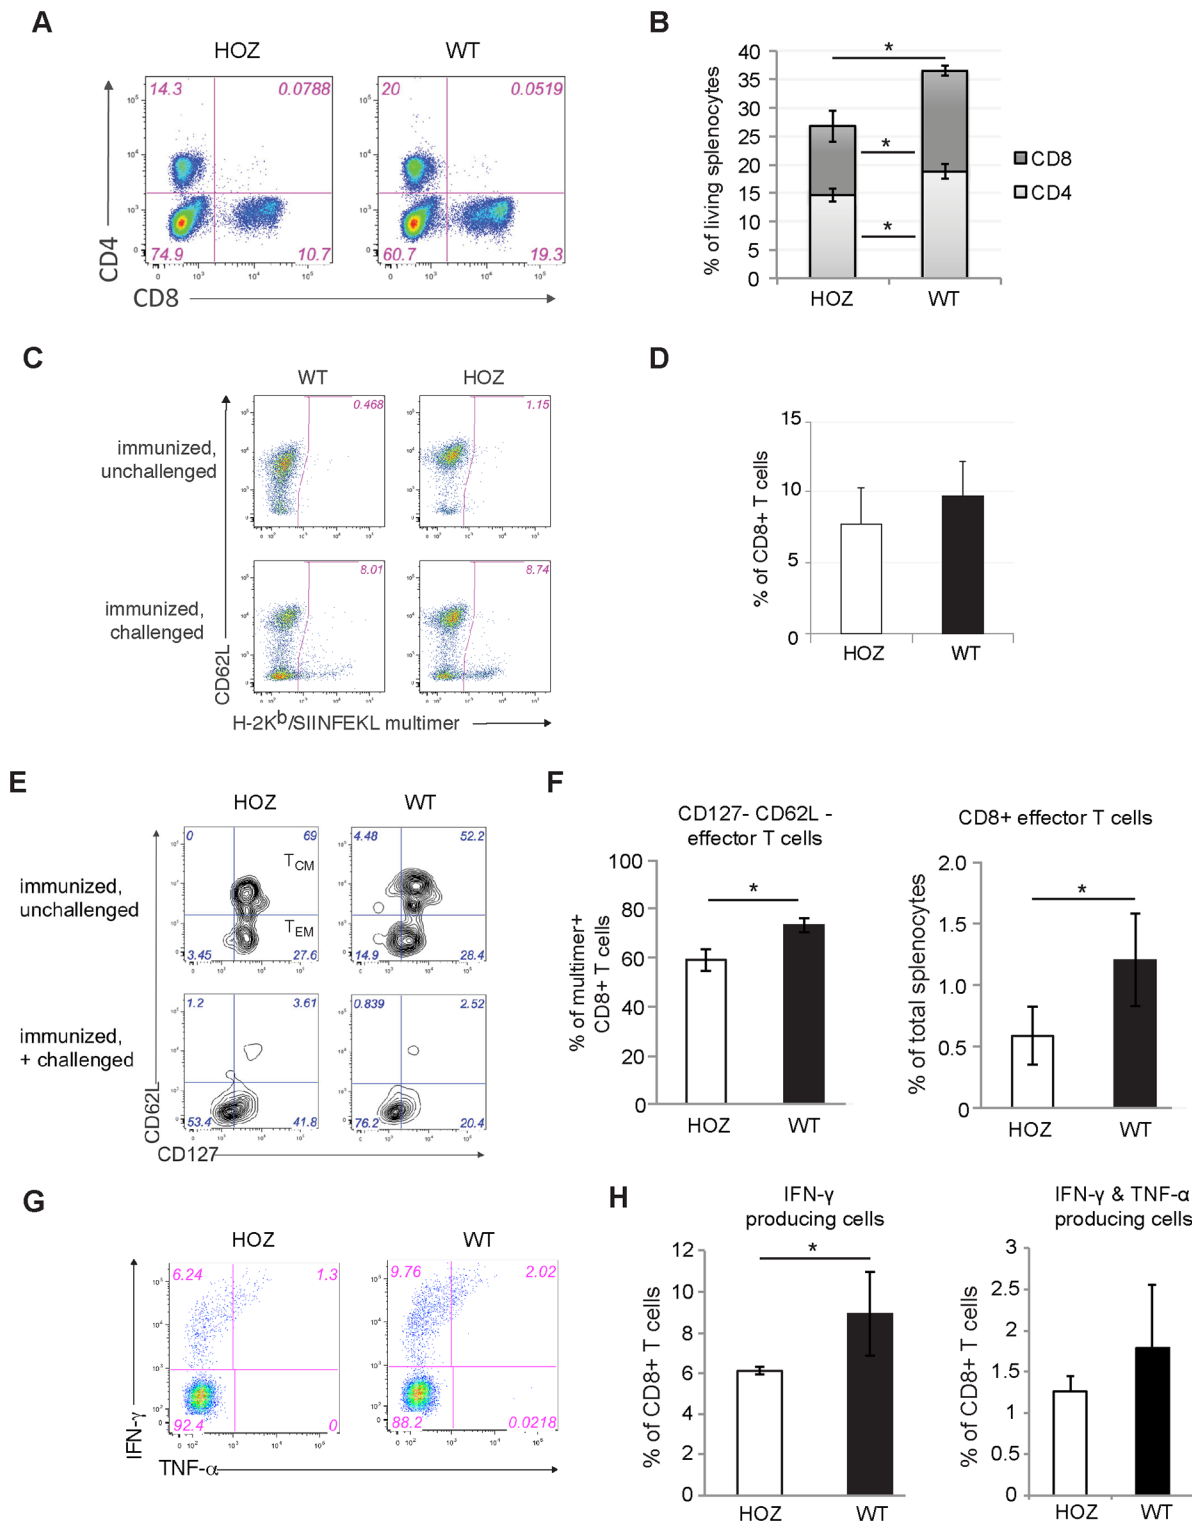 A
HOZ
WT
14.3
0.0788
20
0.0519
74.9
10.7
60.7
19.3
CD4
CD8
B
% of living splenocytes
40
35
30
25
20
15
10
5
0
*
*
*
CD8
CD4
HOZ
WT
C
WT
HOZ
immunized,
unchallenged
0.468
1.15
immunized,
challenged
8.01
8.74
CD62L
H-2Kb/SIINFEKL multimer
D
% of CD8+ T cells
15
10
5
0
HOZ
WT
E
HOZ
WT
immunized,
unchallenged
0
69
TCM
TEM
3.45
27.6
4.48
52.2
14.9
28.4
immunized,
+ challenged
1.2
3.61
53.4
41.8
0.839
2.52
76.2
20.4
CD62L
CD127
F
CD127- CD62L -
effector T cells
% of multimer+
CD8+ T cells
100
80
60
40
20
0
*
HOZ
WT
CD8+ effector T cells
% of total splenocytes
2.0
1.5
1.0
0.5
0
*
HOZ
WT
G
HOZ
WT
6.24
1.3
92.4
0
9.76
2.02
88.2
0.0218
IFN-γ
TNF-α
H
IFN-γ
producing cells
% of CD8+ T cells
12
10
8
6
4
2
0
*
HOZ
WT
IFN-γ & TNF-α
producing cells
% of CD8+ T cells
3
2.5
2
1.5
1
0.5
0
HOZ
WT